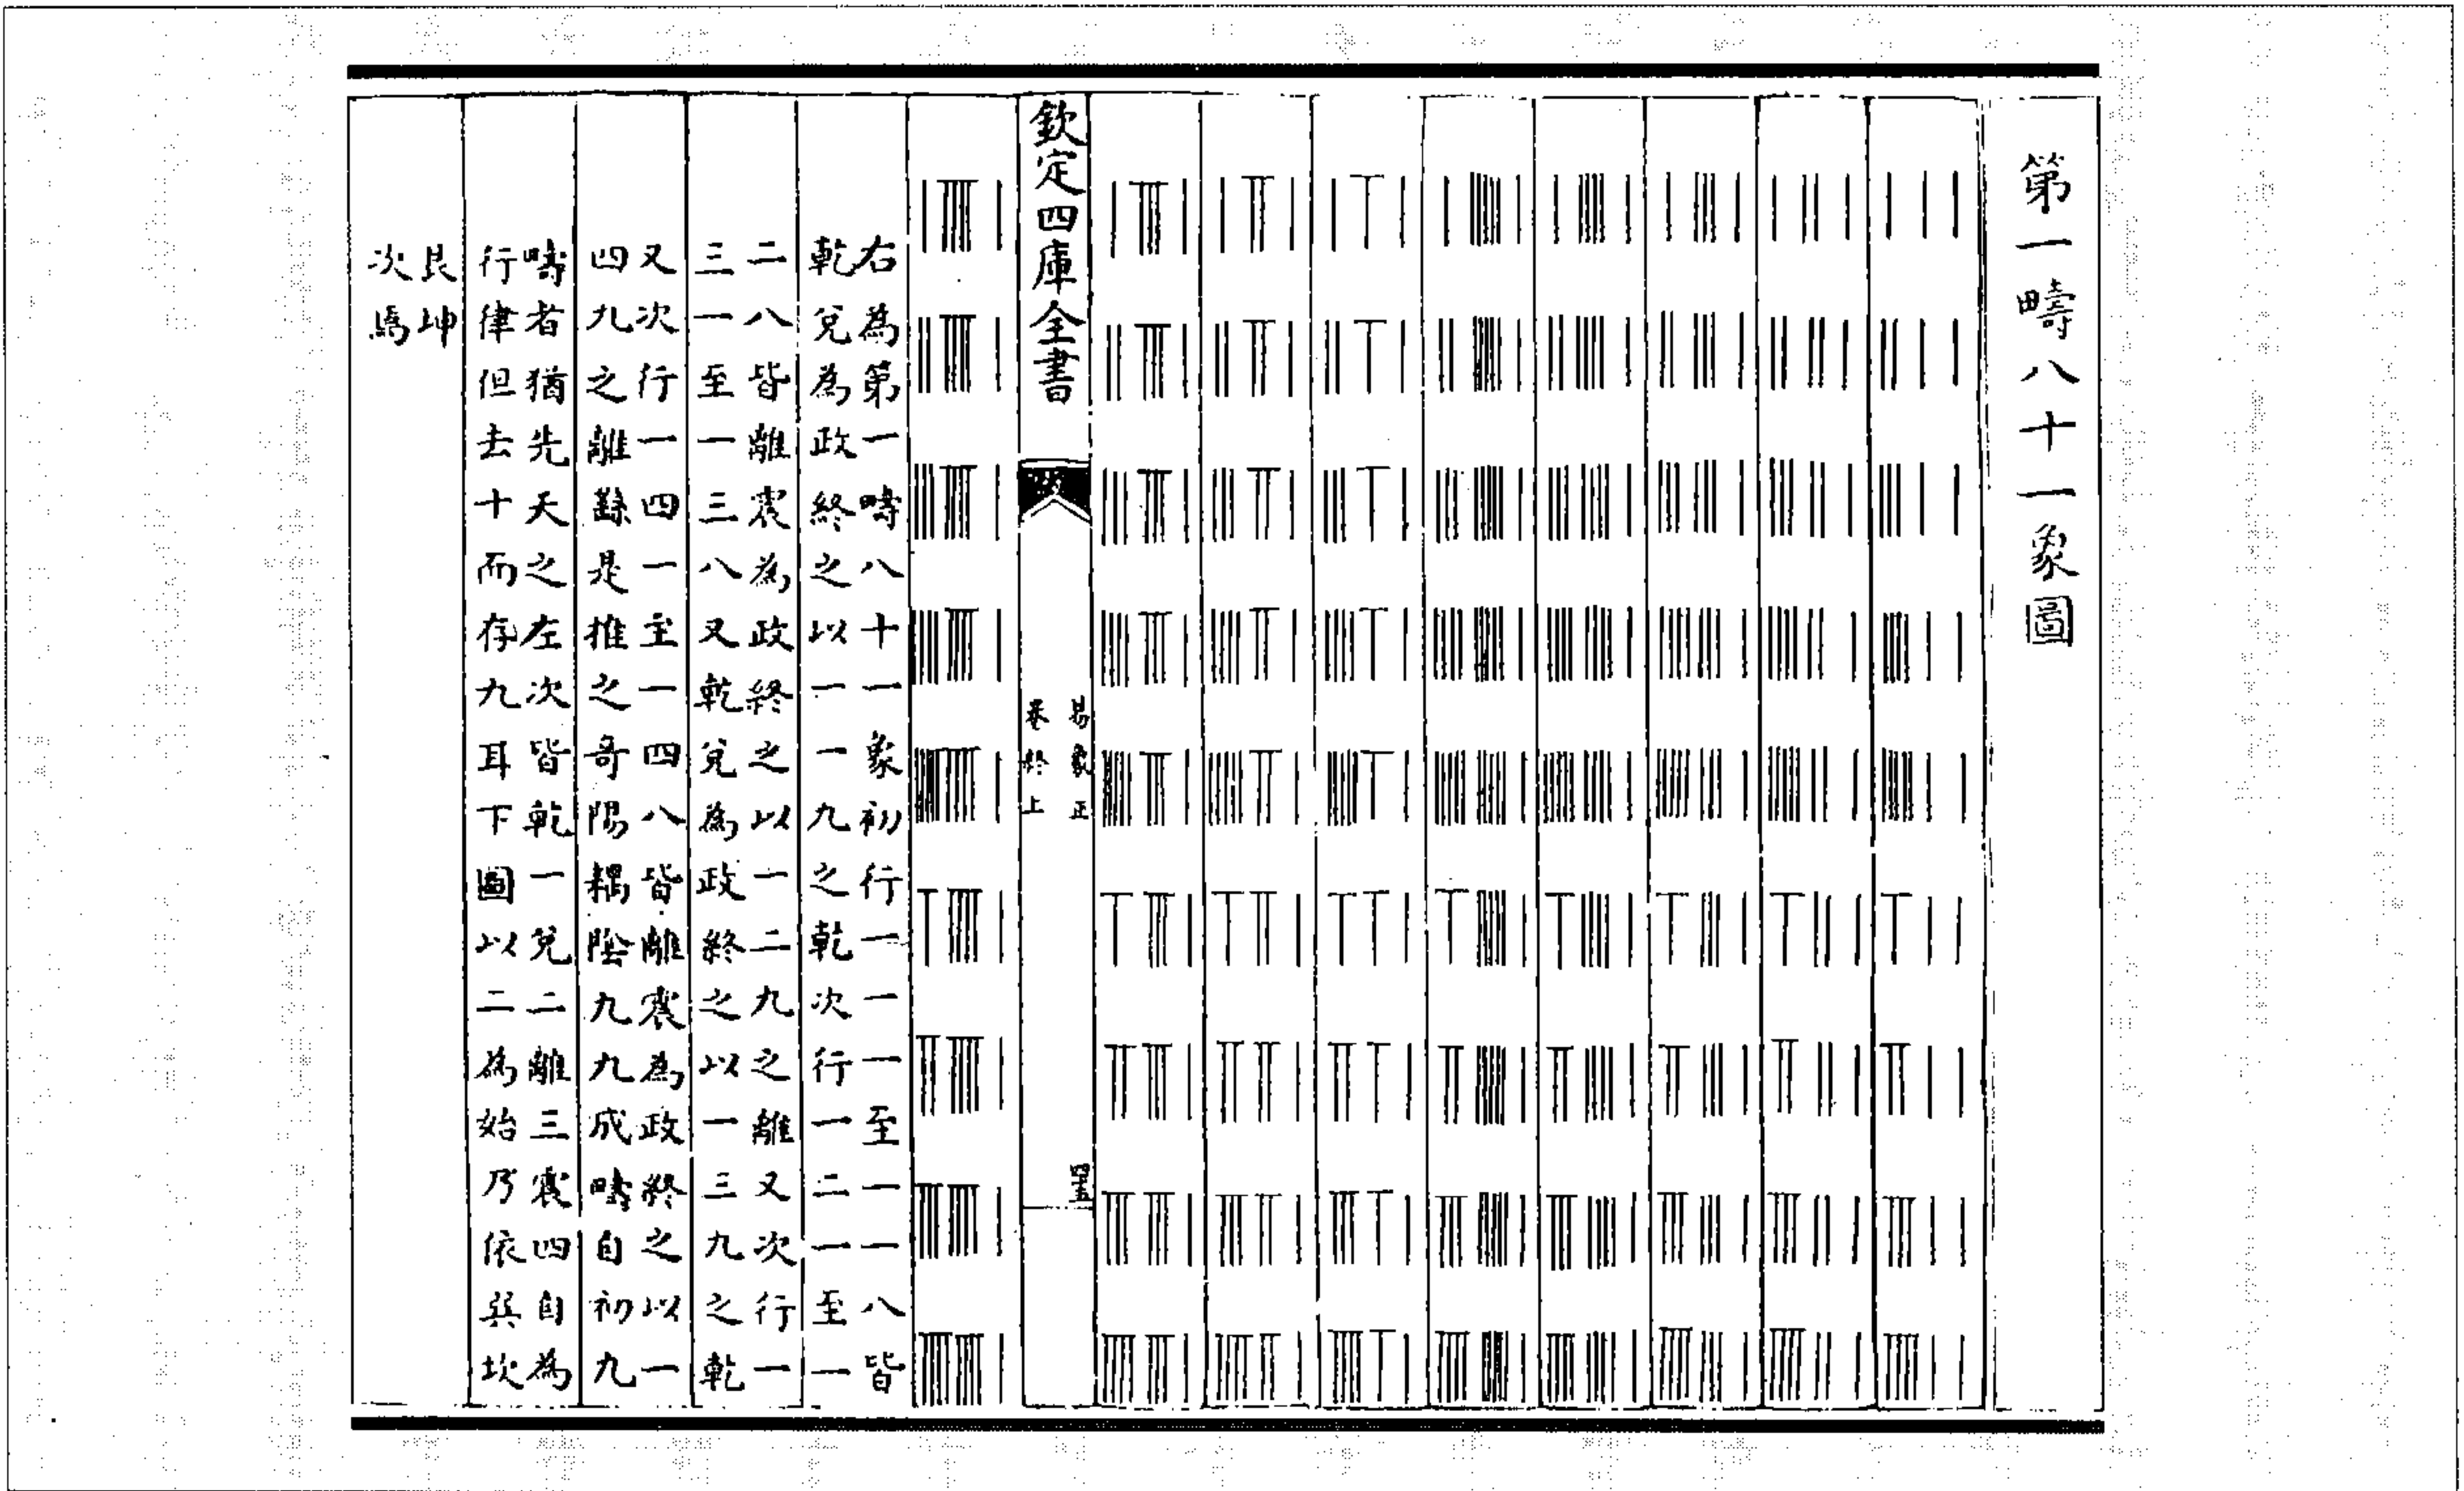 第一疇八十一象圖
欽定四庫全書
易象正
卷終上
右為第一疇八十一象初行一一一至一一八皆
乾兌為政終之以一一九之乾次行一二一至一
二八皆離震為政終之以一二九之離又次行一
三一至一三八又乾兌為政終之以一三九之乾
又次行一四一至一四八皆離震為政終之以一
四九之離繇是推之奇陽耦陰九九成疇自初九
疇者猶先天之左次皆乾一兌二離三震四自為
行律但去十而存九耳下圖以二為始乃依巽坎
艮坤
次焉